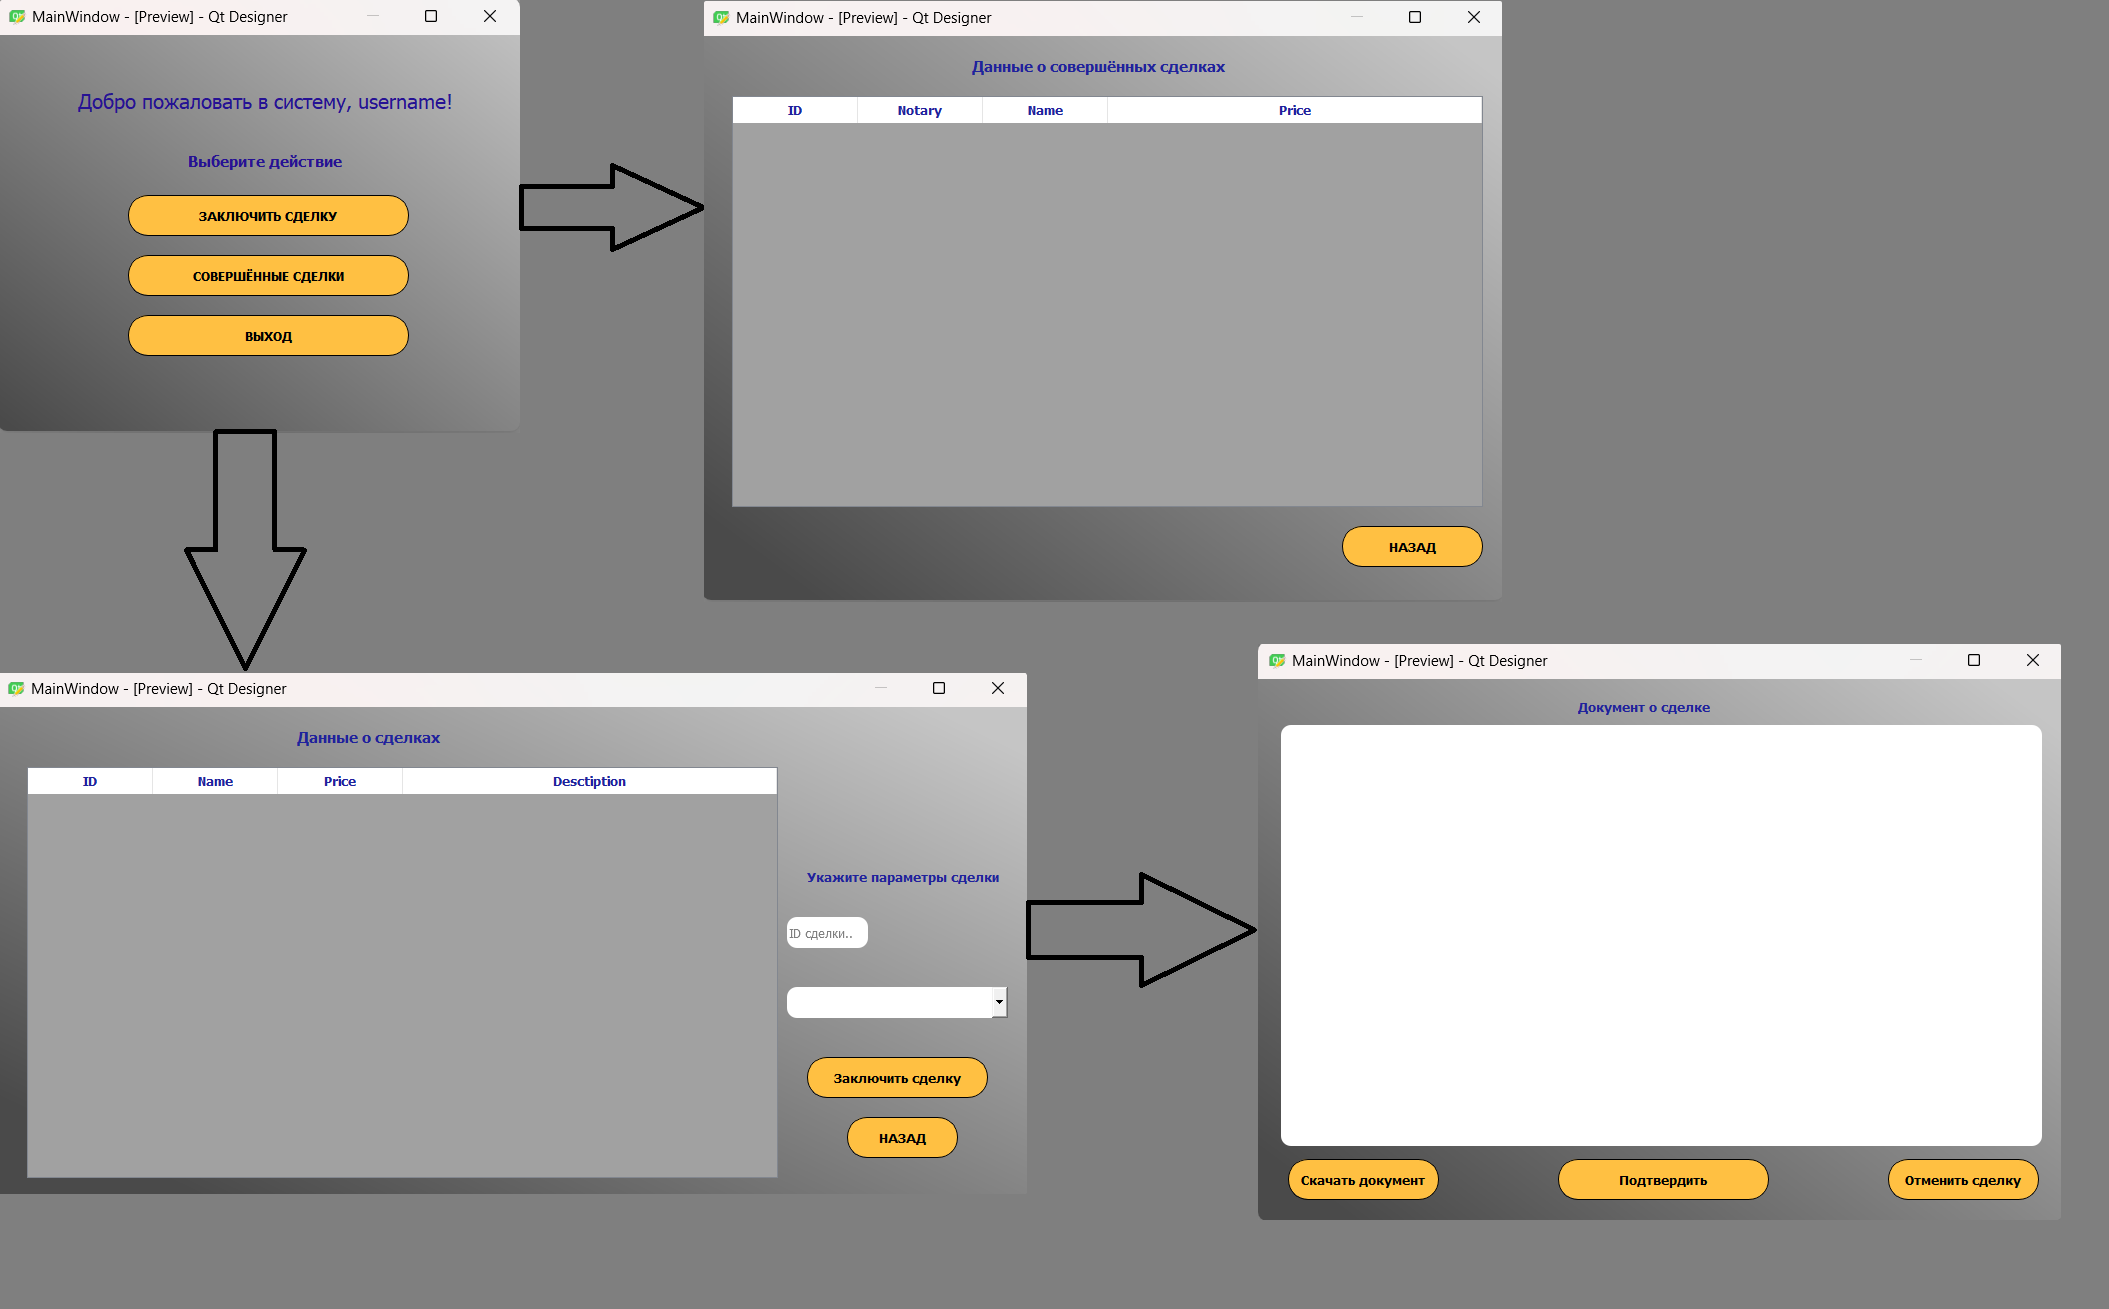 MainWindow - [Preview] - Qt Designer
Добро пожаловать в систему, username!
Выберите действие
ЗАКЛЮЧИТЬ СДЕЛКУ
СОВЕРШЁННЫЕ СДЕЛКИ
ВЫХОД
MainWindow - [Preview] - Qt Designer
Данные о совершённых сделках
ID Notary Name Price
НАЗАД
MainWindow - [Preview] - Qt Designer
Данные о сделках
ID Name Price Desctiption
Укажите параметры сделки
ID сделки..
Заключить сделку
НАЗАД
MainWindow - [Preview] - Qt Designer
Документ о сделке
Скачать документ Подтвердить Отменить сделку